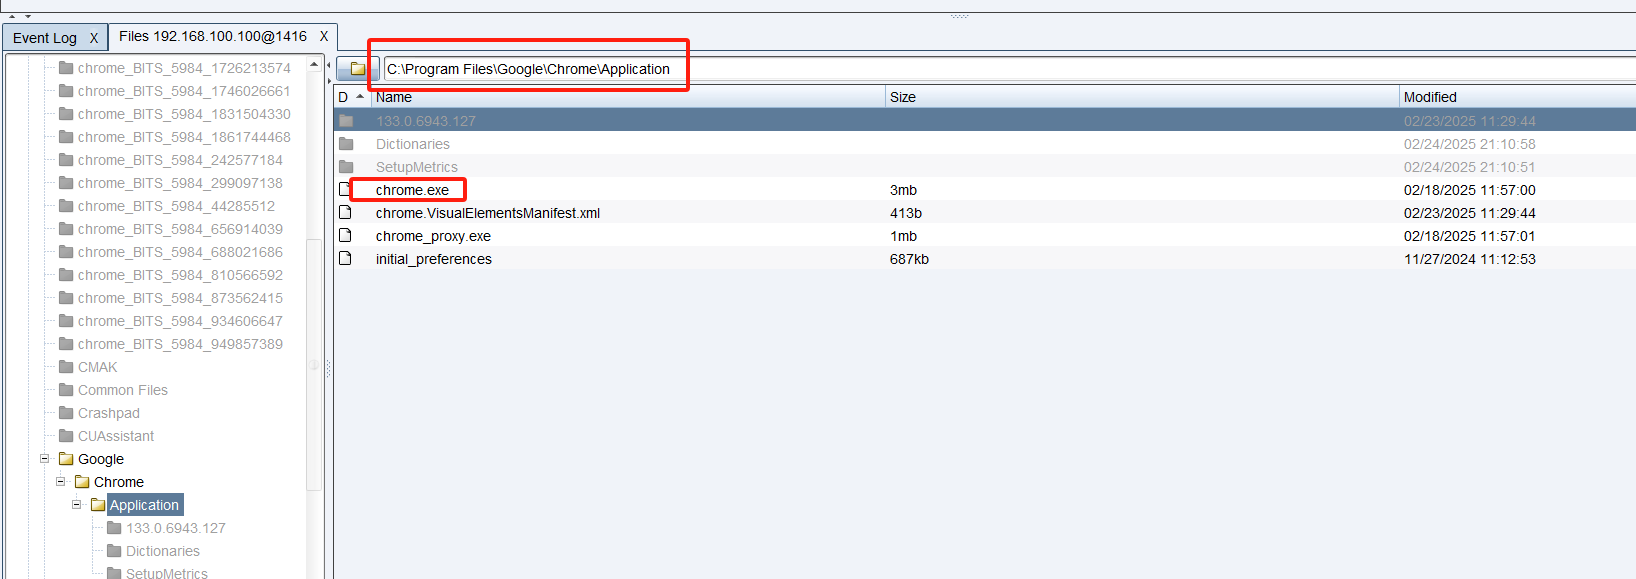 Event Log X Files 192.168.100.100@1416 X
chrome_BITS_5984_1726213574
chrome_BITS_5984_1746026661
chrome_BITS_5984_1831504330
chrome_BITS_5984_1861744468
chrome_BITS_5984_242577184
chrome_BITS_5984_299097138
chrome_BITS_5984_44285512
chrome_BITS_5984_656914039
chrome_BITS_5984_688021686
chrome_BITS_5984_810566592
chrome_BITS_5984_873562415
chrome_BITS_5984_934606647
chrome_BITS_5984_949857389
CMAK
Common Files
Crashpad
CUAssistant
Google
Chrome
Application
133.0.6943.127
Dictionaries
SetupMetrics
C:\Program Files\Google\Chrome\Application
D Name Size Modified
133.0.6943.127 02/23/2025 11:29:44
Dictionaries 02/24/2025 21:10:58
SetupMetrics 02/24/2025 21:10:51
chrome.exe 3mb 02/18/2025 11:57:00
chrome.VisualElementsManifest.xml 413b 02/23/2025 11:29:44
chrome_proxy.exe 1mb 02/18/2025 11:57:01
initial_preferences 687kb 11/27/2024 11:12:53